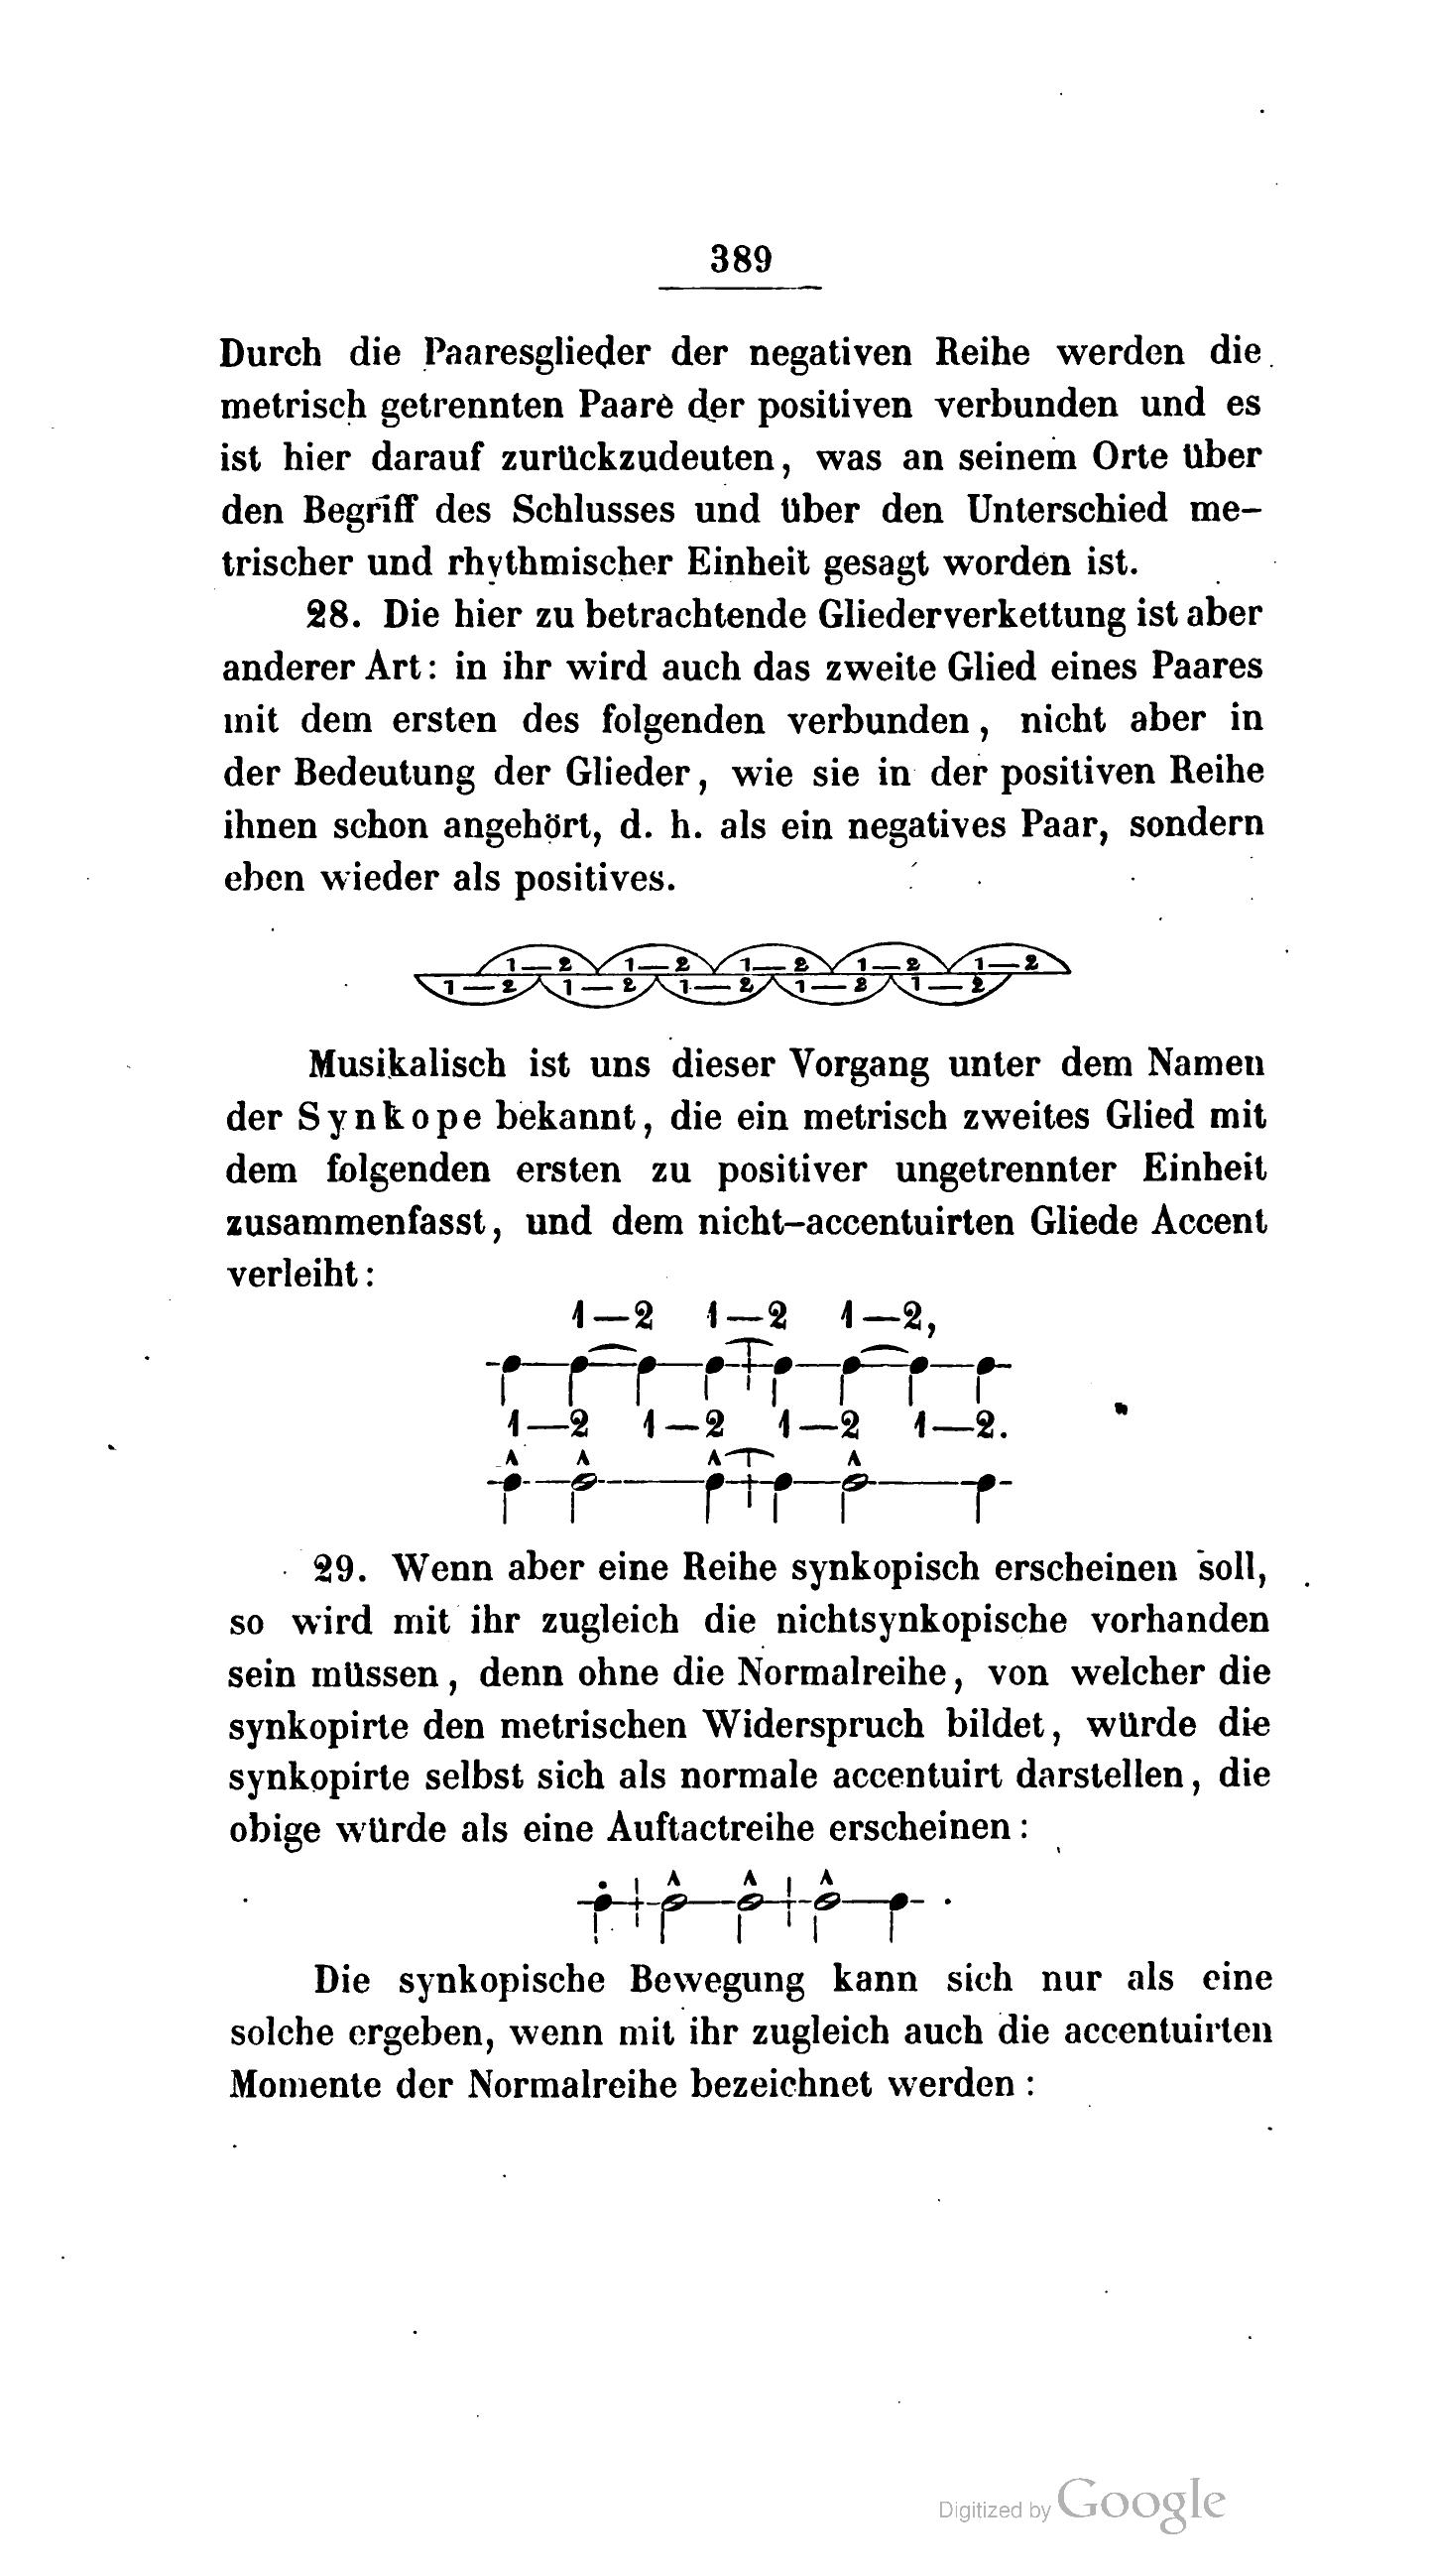 389
Durch die Paaresglieder der negativen Reihe werden die
metrisch getrennten Paare der positiven verbunden und es
ist hier darauf zurückzudeuten, was an seinem Orte über
den Begriff des Schlusses und über den Unterschied me-
trischer und rhythmischer Einheit gesagt worden ist.
28. Die hier zu betrachtende Gliederverkettung ist aber
anderer Art: in ihr wird auch das zweite Glied eines Paares
mit dem ersten des folgenden verbunden, nicht aber in
der Bedeutung der Glieder, wie sie in der positiven Reihe
ihnen schon angehört, d. h. als ein negatives Paar, sondern
eben wieder als positives.
1—2 1—2 1—2 1—2 1—2
1—2 1—2 1—2 1—2 1—2
Musikalisch ist uns dieser Vorgang unter dem Namen
der Synkope bekannt, die ein metrisch zweites Glied mit
dem folgenden ersten zu positiver ungetrennter Einheit
zusammenfasst, und dem nicht-accentuirten Gliede Accent
verleiht:
1—2 1—2 1—2,
1—2 1—2 1—2 1—2.
29. Wenn aber eine Reihe synkopisch erscheinen soll,
so wird mit ihr zugleich die nichtsynkopische vorhanden
sein müssen, denn ohne die Normalreihe, von welcher die
synkopirte den metrischen Widerspruch bildet, würde die
synkopirte selbst sich als normale accentuirt darstellen, die
obige würde als eine Auftactreihe erscheinen:
Die synkopische Bewegung kann sich nur als eine
solche ergeben, wenn mit ihr zugleich auch die accentuirten
Momente der Normalreihe bezeichnet werden:
Digitized by Google